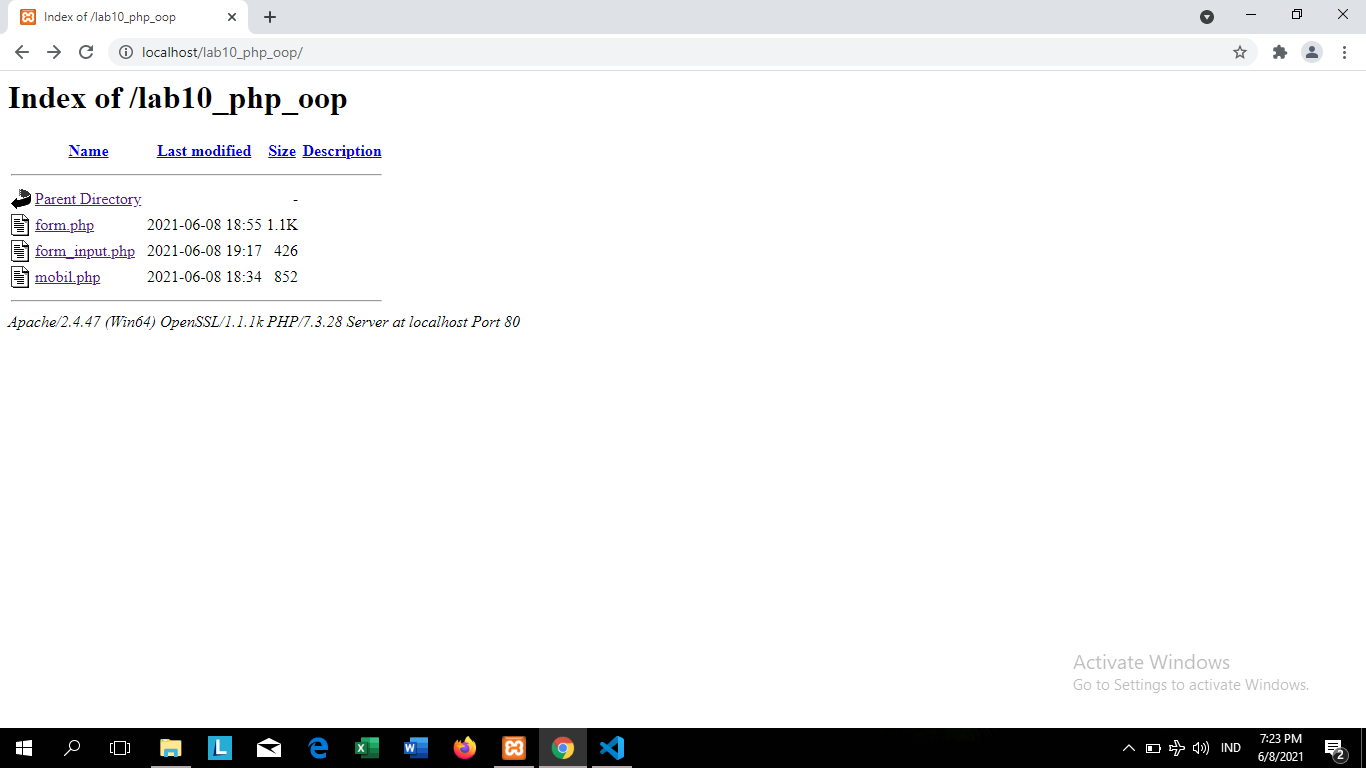 Index of /lab10_php_oop
localhost/lab10_php_oop/
Index of /lab10_php_oop
Name Last modified Size Description
Parent Directory -
form.php 2021-06-08 18:55 1.1K
form_input.php 2021-06-08 19:17 426
mobil.php 2021-06-08 18:34 852
Apache/2.4.47 (Win64) OpenSSL/1.1.1k PHP/7.3.28 Server at localhost Port 80
Activate Windows
Go to Settings to activate Windows.
L
IND
7:23 PM
6/8/2021
2